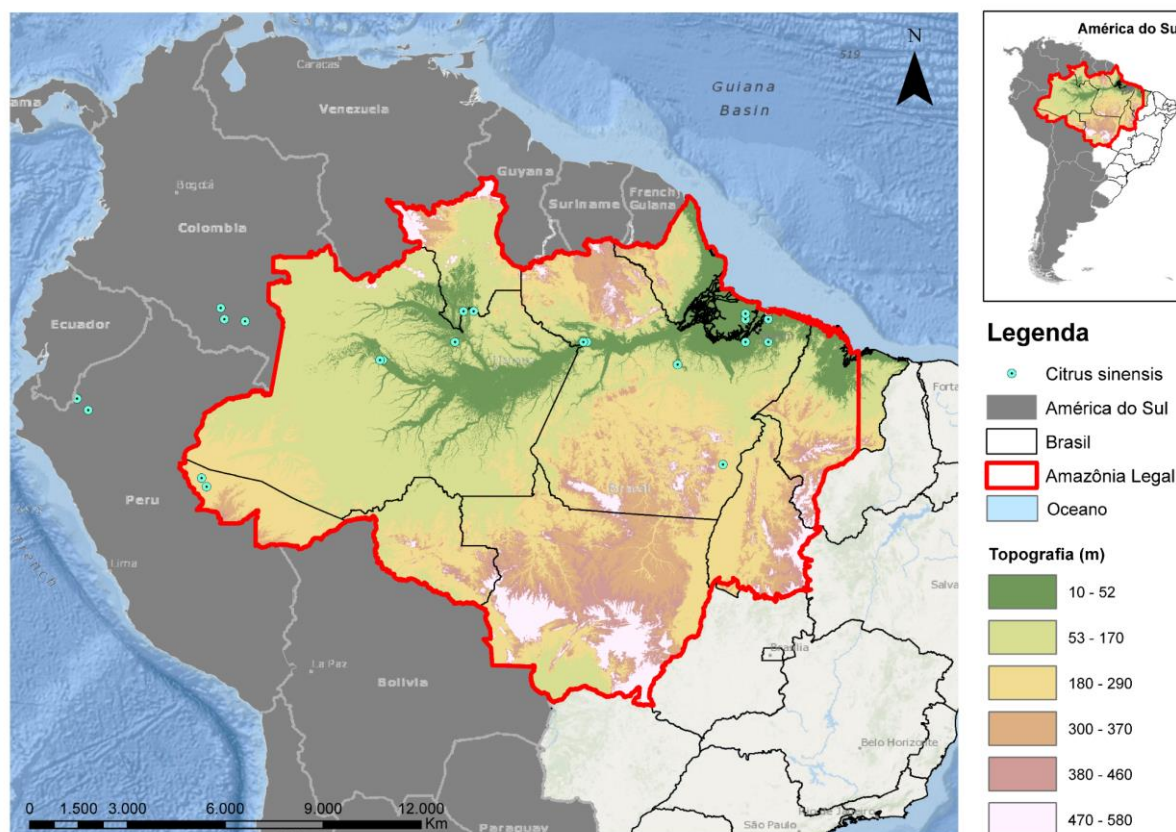 519
N
Guiana
Basin
Caracas
Venezuela
Guyana
Bogotá
Suriname
French
Guiana
Colombia
Ecuador
Brasil
Peru
Lima
La Paz
Bolivia
Brasília
Belo Horizonte
São Paulo
Paraguay
0 1.500 3.000 6.000 9.000 12.000
Km
América do Su
Legenda
Citrus sinensis
América do Sul
Brasil
Amazônia Legal
Oceano
Topografia (m)
10 - 52
53 - 170
180 - 290
300 - 370
380 - 460
470 - 580